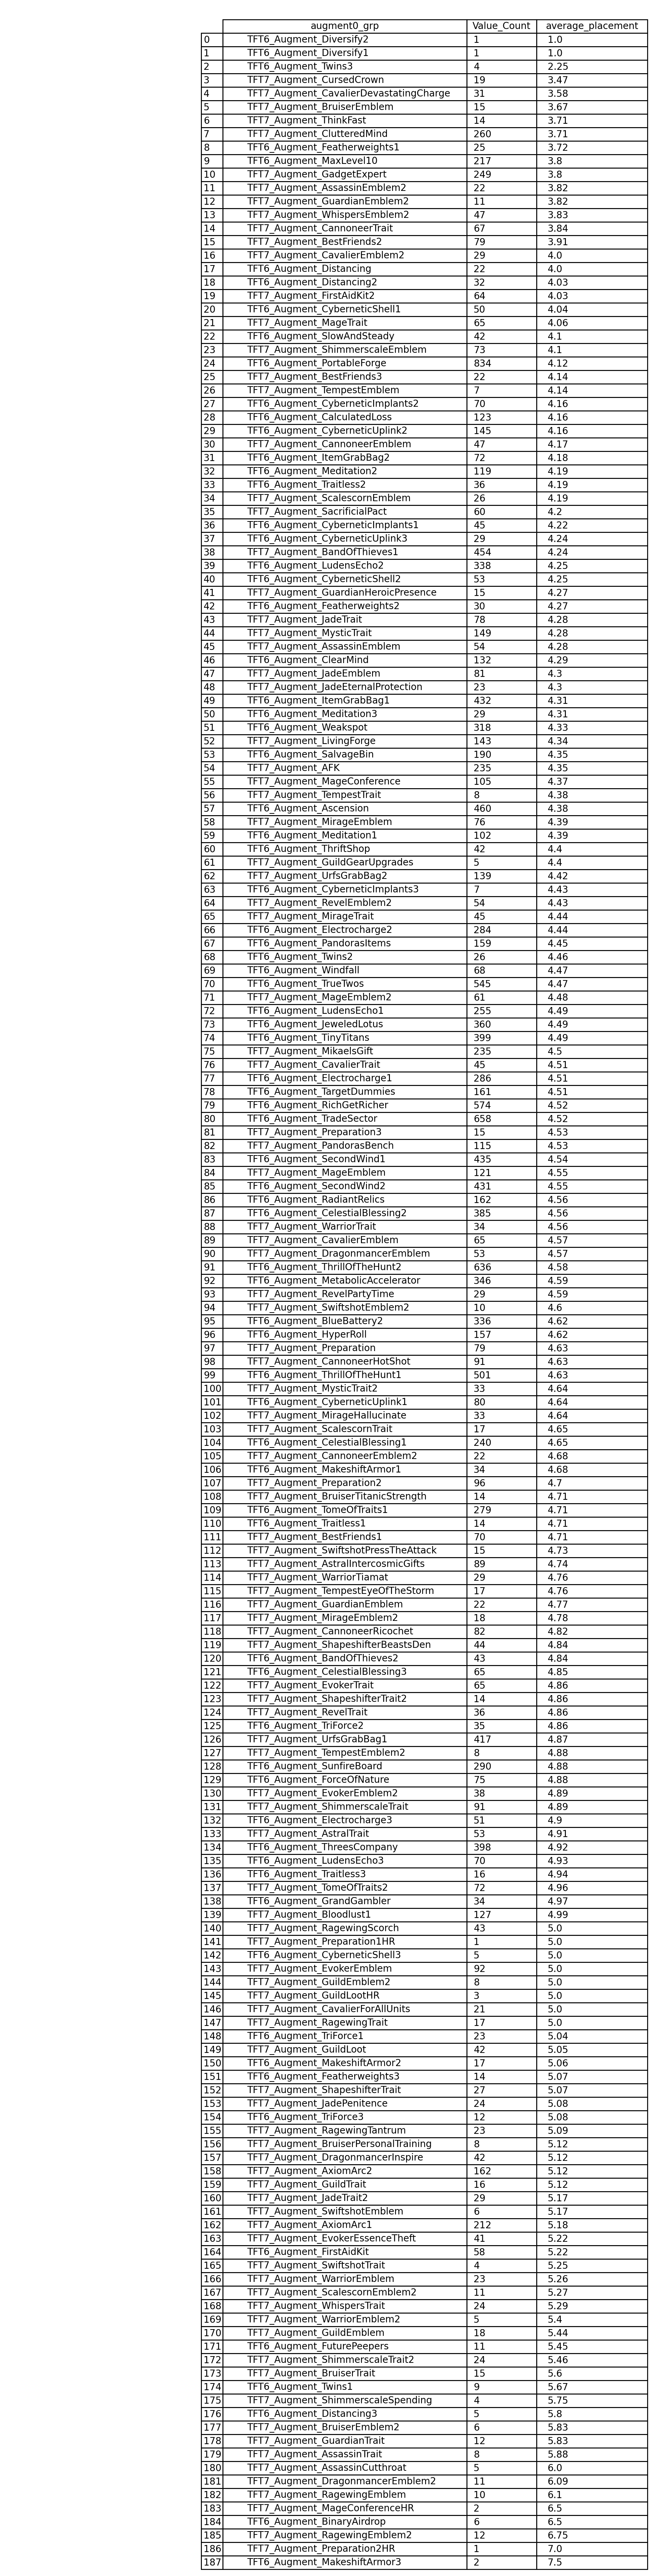 augment0_grp Value_Count average_placement
0 TFT6_Augment_Diversify2 1 1.0
1 TFT6_Augment_Diversify1 1 1.0
2 TFT6_Augment_Twins3 4 2.25
3 TFT7_Augment_CursedCrown 19 3.47
4 TFT7_Augment_CavalierDevastatingCharge 31 3.58
5 TFT7_Augment_BruiserEmblem 15 3.67
6 TFT7_Augment_ThinkFast 14 3.71
7 TFT7_Augment_ClutteredMind 260 3.71
8 TFT6_Augment_Featherweights1 25 3.72
9 TFT6_Augment_MaxLevel10 217 3.8
10 TFT7_Augment_GadgetExpert 249 3.8
11 TFT7_Augment_AssassinEmblem2 22 3.82
12 TFT7_Augment_GuardianEmblem2 11 3.82
13 TFT7_Augment_WhispersEmblem2 47 3.83
14 TFT7_Augment_CannoneerTrait 67 3.84
15 TFT7_Augment_BestFriends2 79 3.91
16 TFT7_Augment_CavalierEmblem2 29 4.0
17 TFT6_Augment_Distancing 22 4.0
18 TFT6_Augment_Distancing2 32 4.03
19 TFT7_Augment_FirstAidKit2 64 4.03
20 TFT6_Augment_CyberneticShell1 50 4.04
21 TFT7_Augment_MageTrait 65 4.06
22 TFT6_Augment_SlowAndSteady 42 4.1
23 TFT7_Augment_ShimmerscaleEmblem 73 4.1
24 TFT6_Augment_PortableForge 834 4.12
25 TFT7_Augment_BestFriends3 22 4.14
26 TFT7_Augment_TempestEmblem 7 4.14
27 TFT6_Augment_CyberneticImplants2 70 4.16
28 TFT6_Augment_CalculatedLoss 123 4.16
29 TFT6_Augment_CyberneticUplink2 145 4.16
30 TFT7_Augment_CannoneerEmblem 47 4.17
31 TFT6_Augment_ItemGrabBag2 72 4.18
32 TFT6_Augment_Meditation2 119 4.19
33 TFT6_Augment_Traitless2 36 4.19
34 TFT7_Augment_ScalescornEmblem 26 4.19
35 TFT7_Augment_SacrificialPact 60 4.2
36 TFT6_Augment_CyberneticImplants1 45 4.22
37 TFT6_Augment_CyberneticUplink3 29 4.24
38 TFT7_Augment_BandOfThieves1 454 4.24
39 TFT6_Augment_LudensEcho2 338 4.25
40 TFT6_Augment_CyberneticShell2 53 4.25
41 TFT7_Augment_GuardianHeroicPresence 15 4.27
42 TFT6_Augment_Featherweights2 30 4.27
43 TFT7_Augment_JadeTrait 78 4.28
44 TFT7_Augment_MysticTrait 149 4.28
45 TFT7_Augment_AssassinEmblem 54 4.28
46 TFT6_Augment_ClearMind 132 4.29
47 TFT7_Augment_JadeEmblem 81 4.3
48 TFT7_Augment_JadeEternalProtection 23 4.3
49 TFT6_Augment_ItemGrabBag1 432 4.31
50 TFT6_Augment_Meditation3 29 4.31
51 TFT6_Augment_Weakspot 318 4.33
52 TFT7_Augment_LivingForge 143 4.34
53 TFT6_Augment_SalvageBin 190 4.35
54 TFT7_Augment_AFK 235 4.35
55 TFT7_Augment_MageConference 105 4.37
56 TFT7_Augment_TempestTrait 8 4.38
57 TFT6_Augment_Ascension 460 4.38
58 TFT7_Augment_MirageEmblem 76 4.39
59 TFT6_Augment_Meditation1 102 4.39
60 TFT6_Augment_ThriftShop 42 4.4
61 TFT7_Augment_GuildGearUpgrades 5 4.4
62 TFT7_Augment_UrfsGrabBag2 139 4.42
63 TFT6_Augment_CyberneticImplants3 7 4.43
64 TFT7_Augment_RevelEmblem2 54 4.43
65 TFT7_Augment_MirageTrait 45 4.44
66 TFT6_Augment_Electrocharge2 284 4.44
67 TFT6_Augment_PandorasItems 159 4.45
68 TFT6_Augment_Twins2 26 4.46
69 TFT6_Augment_Windfall 68 4.47
70 TFT6_Augment_TrueTwos 545 4.47
71 TFT7_Augment_MageEmblem2 61 4.48
72 TFT6_Augment_LudensEcho1 255 4.49
73 TFT6_Augment_JeweledLotus 360 4.49
74 TFT6_Augment_TinyTitans 399 4.49
75 TFT7_Augment_MikaelsGift 235 4.5
76 TFT7_Augment_CavalierTrait 45 4.51
77 TFT6_Augment_Electrocharge1 286 4.51
78 TFT6_Augment_TargetDummies 161 4.51
79 TFT6_Augment_RichGetRicher 574 4.52
80 TFT6_Augment_TradeSector 658 4.52
81 TFT7_Augment_Preparation3 15 4.53
82 TFT7_Augment_PandorasBench 115 4.53
83 TFT6_Augment_SecondWind1 435 4.54
84 TFT7_Augment_MageEmblem 121 4.55
85 TFT6_Augment_SecondWind2 431 4.55
86 TFT6_Augment_RadiantRelics 162 4.56
87 TFT6_Augment_CelestialBlessing2 385 4.56
88 TFT7_Augment_WarriorTrait 34 4.56
89 TFT7_Augment_CavalierEmblem 65 4.57
90 TFT7_Augment_DragonmancerEmblem 53 4.57
91 TFT6_Augment_ThrillOfTheHunt2 636 4.58
92 TFT6_Augment_MetabolicAccelerator 346 4.59
93 TFT7_Augment_RevelPartyTime 29 4.59
94 TFT7_Augment_SwiftshotEmblem2 10 4.6
95 TFT6_Augment_BlueBattery2 336 4.62
96 TFT6_Augment_HyperRoll 157 4.62
97 TFT7_Augment_Preparation 79 4.63
98 TFT7_Augment_CannoneerHotShot 91 4.63
99 TFT6_Augment_ThrillOfTheHunt1 501 4.63
100 TFT7_Augment_MysticTrait2 33 4.64
101 TFT6_Augment_CyberneticUplink1 80 4.64
102 TFT7_Augment_MirageHallucinate 33 4.64
103 TFT7_Augment_ScalescornTrait 17 4.65
104 TFT6_Augment_CelestialBlessing1 240 4.65
105 TFT7_Augment_CannoneerEmblem2 22 4.68
106 TFT6_Augment_MakeshiftArmor1 34 4.68
107 TFT7_Augment_Preparation2 96 4.7
108 TFT7_Augment_BruiserTitanicStrength 14 4.71
109 TFT6_Augment_TomeOfTraits1 279 4.71
110 TFT6_Augment_Traitless1 14 4.71
111 TFT7_Augment_BestFriends1 70 4.71
112 TFT7_Augment_SwiftshotPressTheAttack 15 4.73
113 TFT7_Augment_AstralIntercosmicGifts 89 4.74
114 TFT7_Augment_WarriorTiamat 29 4.76
115 TFT7_Augment_TempestEyeOfTheStorm 17 4.76
116 TFT7_Augment_GuardianEmblem 22 4.77
117 TFT7_Augment_MirageEmblem2 18 4.78
118 TFT7_Augment_CannoneerRicochet 82 4.82
119 TFT7_Augment_ShapeshifterBeastsDen 44 4.84
120 TFT6_Augment_BandOfThieves2 43 4.84
121 TFT6_Augment_CelestialBlessing3 65 4.85
122 TFT7_Augment_EvokerTrait 65 4.86
123 TFT7_Augment_ShapeshifterTrait2 14 4.86
124 TFT7_Augment_RevelTrait 36 4.86
125 TFT6_Augment_TriForce2 35 4.86
126 TFT7_Augment_UrfsGrabBag1 417 4.87
127 TFT7_Augment_TempestEmblem2 8 4.88
128 TFT6_Augment_SunfireBoard 290 4.88
129 TFT6_Augment_ForceOfNature 75 4.88
130 TFT7_Augment_EvokerEmblem2 38 4.89
131 TFT7_Augment_ShimmerscaleTrait 91 4.89
132 TFT6_Augment_Electrocharge3 51 4.9
133 TFT7_Augment_AstralTrait 53 4.91
134 TFT6_Augment_ThreesCompany 398 4.92
135 TFT6_Augment_LudensEcho3 70 4.93
136 TFT6_Augment_Traitless3 16 4.94
137 TFT7_Augment_TomeOfTraits2 72 4.96
138 TFT6_Augment_GrandGambler 34 4.97
139 TFT7_Augment_Bloodlust1 127 4.99
140 TFT7_Augment_RagewingScorch 43 5.0
141 TFT7_Augment_Preparation1HR 1 5.0
142 TFT6_Augment_CyberneticShell3 5 5.0
143 TFT7_Augment_EvokerEmblem 92 5.0
144 TFT7_Augment_GuildEmblem2 8 5.0
145 TFT7_Augment_GuildLootHR 3 5.0
146 TFT7_Augment_CavalierForAllUnits 21 5.0
147 TFT7_Augment_RagewingTrait 17 5.0
148 TFT6_Augment_TriForce1 23 5.04
149 TFT7_Augment_GuildLoot 42 5.05
150 TFT6_Augment_MakeshiftArmor2 17 5.06
151 TFT6_Augment_Featherweights3 14 5.07
152 TFT7_Augment_ShapeshifterTrait 27 5.07
153 TFT7_Augment_JadePenitence 24 5.08
154 TFT6_Augment_TriForce3 12 5.08
155 TFT7_Augment_RagewingTantrum 23 5.09
156 TFT7_Augment_BruiserPersonalTraining 8 5.12
157 TFT7_Augment_DragonmancerInspire 42 5.12
158 TFT7_Augment_AxiomArc2 162 5.12
159 TFT7_Augment_GuildTrait 16 5.12
160 TFT7_Augment_JadeTrait2 29 5.17
161 TFT7_Augment_SwiftshotEmblem 6 5.17
162 TFT7_Augment_AxiomArc1 212 5.18
163 TFT7_Augment_EvokerEssenceTheft 41 5.22
164 TFT6_Augment_FirstAidKit 58 5.22
165 TFT7_Augment_SwiftshotTrait 4 5.25
166 TFT7_Augment_WarriorEmblem 23 5.26
167 TFT7_Augment_ScalescornEmblem2 11 5.27
168 TFT7_Augment_WhispersTrait 24 5.29
169 TFT7_Augment_WarriorEmblem2 5 5.4
170 TFT7_Augment_GuildEmblem 18 5.44
171 TFT7_Augment_FuturePeepers 11 5.45
172 TFT7_Augment_ShimmerscaleTrait2 24 5.46
173 TFT7_Augment_BruiserTrait 15 5.6
174 TFT6_Augment_Twins1 9 5.67
175 TFT7_Augment_ShimmerscaleSpending 4 5.75
176 TFT6_Augment_Distancing3 5 5.8
177 TFT7_Augment_BruiserEmblem2 6 5.83
178 TFT7_Augment_GuardianTrait 12 5.83
179 TFT7_Augment_AssassinTrait 8 5.88
180 TFT7_Augment_AssassinCutthroat 5 6.0
181 TFT7_Augment_DragonmancerEmblem2 11 6.09
182 TFT7_Augment_RagewingEmblem 10 6.1
183 TFT7_Augment_MageConferenceHR 2 6.5
184 TFT6_Augment_BinaryAirdrop 6 6.5
185 TFT7_Augment_RagewingEmblem2 12 6.75
186 TFT7_Augment_Preparation2HR 1 7.0
187 TFT6_Augment_MakeshiftArmor3 2 7.5